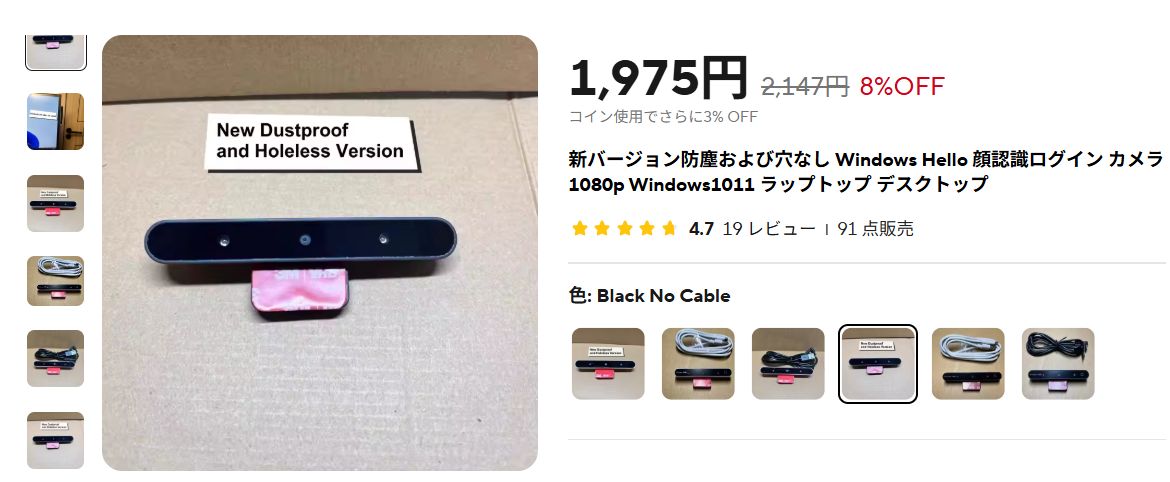 New Dustproof
and Holeless Version
1,975円 2,147円 8%OFF
コイン使用でさらに3% OFF
新バージョン防塵および穴なし Windows Hello 顔認識ログイン カメラ
1080p Windows1011 ラップトップ デスクトップ
4.7 19 レビュー | 91 点販売
色: Black No Cable